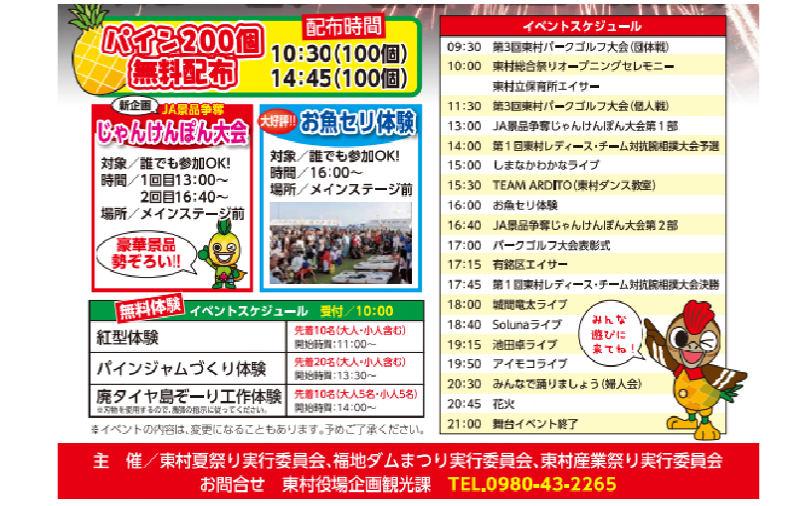 パイン200個
無料配布
配布時間
10:30(100個)
14:45(100個)
新企画 JA景品争奪
じゃんけんぽん大会
対象／誰でも参加OK!
時間／1回目13:00～
2回目16:40～
場所／メインステージ前
豪華景品
勢ぞろい!!
大好評!! お魚セリ体験
対象／誰でも参加OK!
時間／16:00～
場所／メインステージ前
無料体験 イベントスケジュール 受付／10:00
紅型体験
先着10名(大人・小人含む)
開始時間：11:00～
パインジャムづくり体験
先着20名(大人・小人含む)
開始時間：13:30～
廃タイヤ島ぞーり工作体験
※刃物を使用するので、講師の指示に従ってください。
先着10名(大人5名・小人5名)
開始時間：14:00～
※イベントの内容は、変更になることもあります。予めご了承ください。
イベントスケジュール
09:30 第3回東村パークゴルフ大会(団体戦)
10:00 東村総合祭りオープニングセレモニー
東村立保育所エイサー
11:30 第3回東村パークゴルフ大会(個人戦)
13:00 JA景品争奪じゃんけんぽん大会第1部
14:00 第1回東村レディース・チーム対抗腕相撲大会予選
15:00 しまなかわかなライブ
15:30 TEAM ARDITO(東村ダンス教室)
16:00 お魚セリ体験
16:40 JA景品争奪じゃんけんぽん大会第2部
17:00 パークゴルフ大会表彰式
17:15 有銘区エイサー
17:45 第1回東村レディース・チーム対抗腕相撲大会決勝
18:00 城間竜太ライブ
18:40 Solunaライブ
19:15 池田卓ライブ
19:50 アイモコライブ
20:30 みんなで踊りましょう(婦人会)
20:45 花火
21:00 舞台イベント終了
みんな
遊びに
来てね！
主 催／東村夏祭り実行委員会、福地ダムまつり実行委員会、東村産業祭り実行委員会
お問合せ 東村役場企画観光課 TEL.0980-43-2265